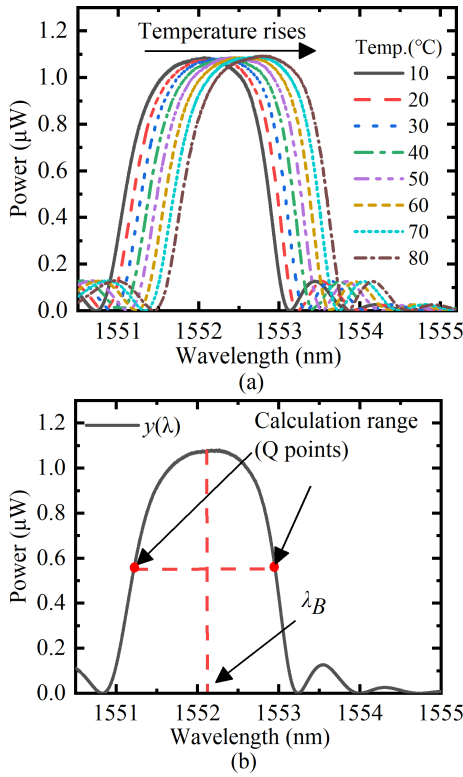 Temperature rises
Temp.(°C)
10
20
30
40
50
60
70
80
1.2
1.0
0.8
0.6
0.4
0.2
0.0
Power (μW)
1551 1552 1553 1554 1555
Wavelength (nm)
(a)
y(λ)
Calculation range
(Q points)
λB
1.2
1.0
0.8
0.6
0.4
0.2
0.0
Power (μW)
1551 1552 1553 1554 1555
Wavelength (nm)
(b)